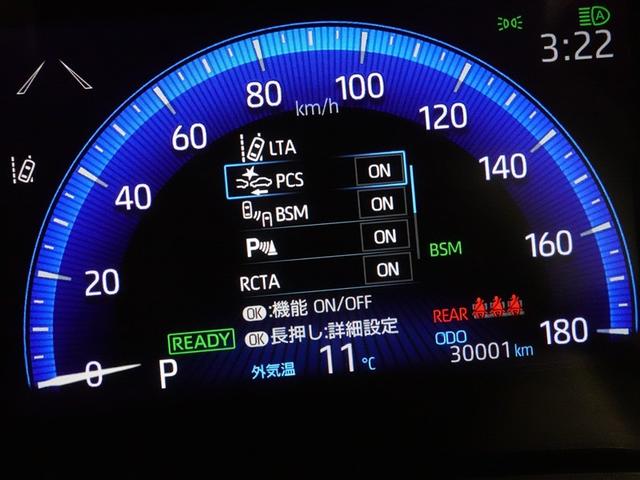 3:22
0
20
40
60
80
100
120
140
160
180
km/h
LTA
PCS ON
BSM ON
P ON
RCTA ON
OK:機能 ON/OFF
OK長押し:詳細設定
BSM
REAR
READY
P
外気温 11℃
ODO
30001km